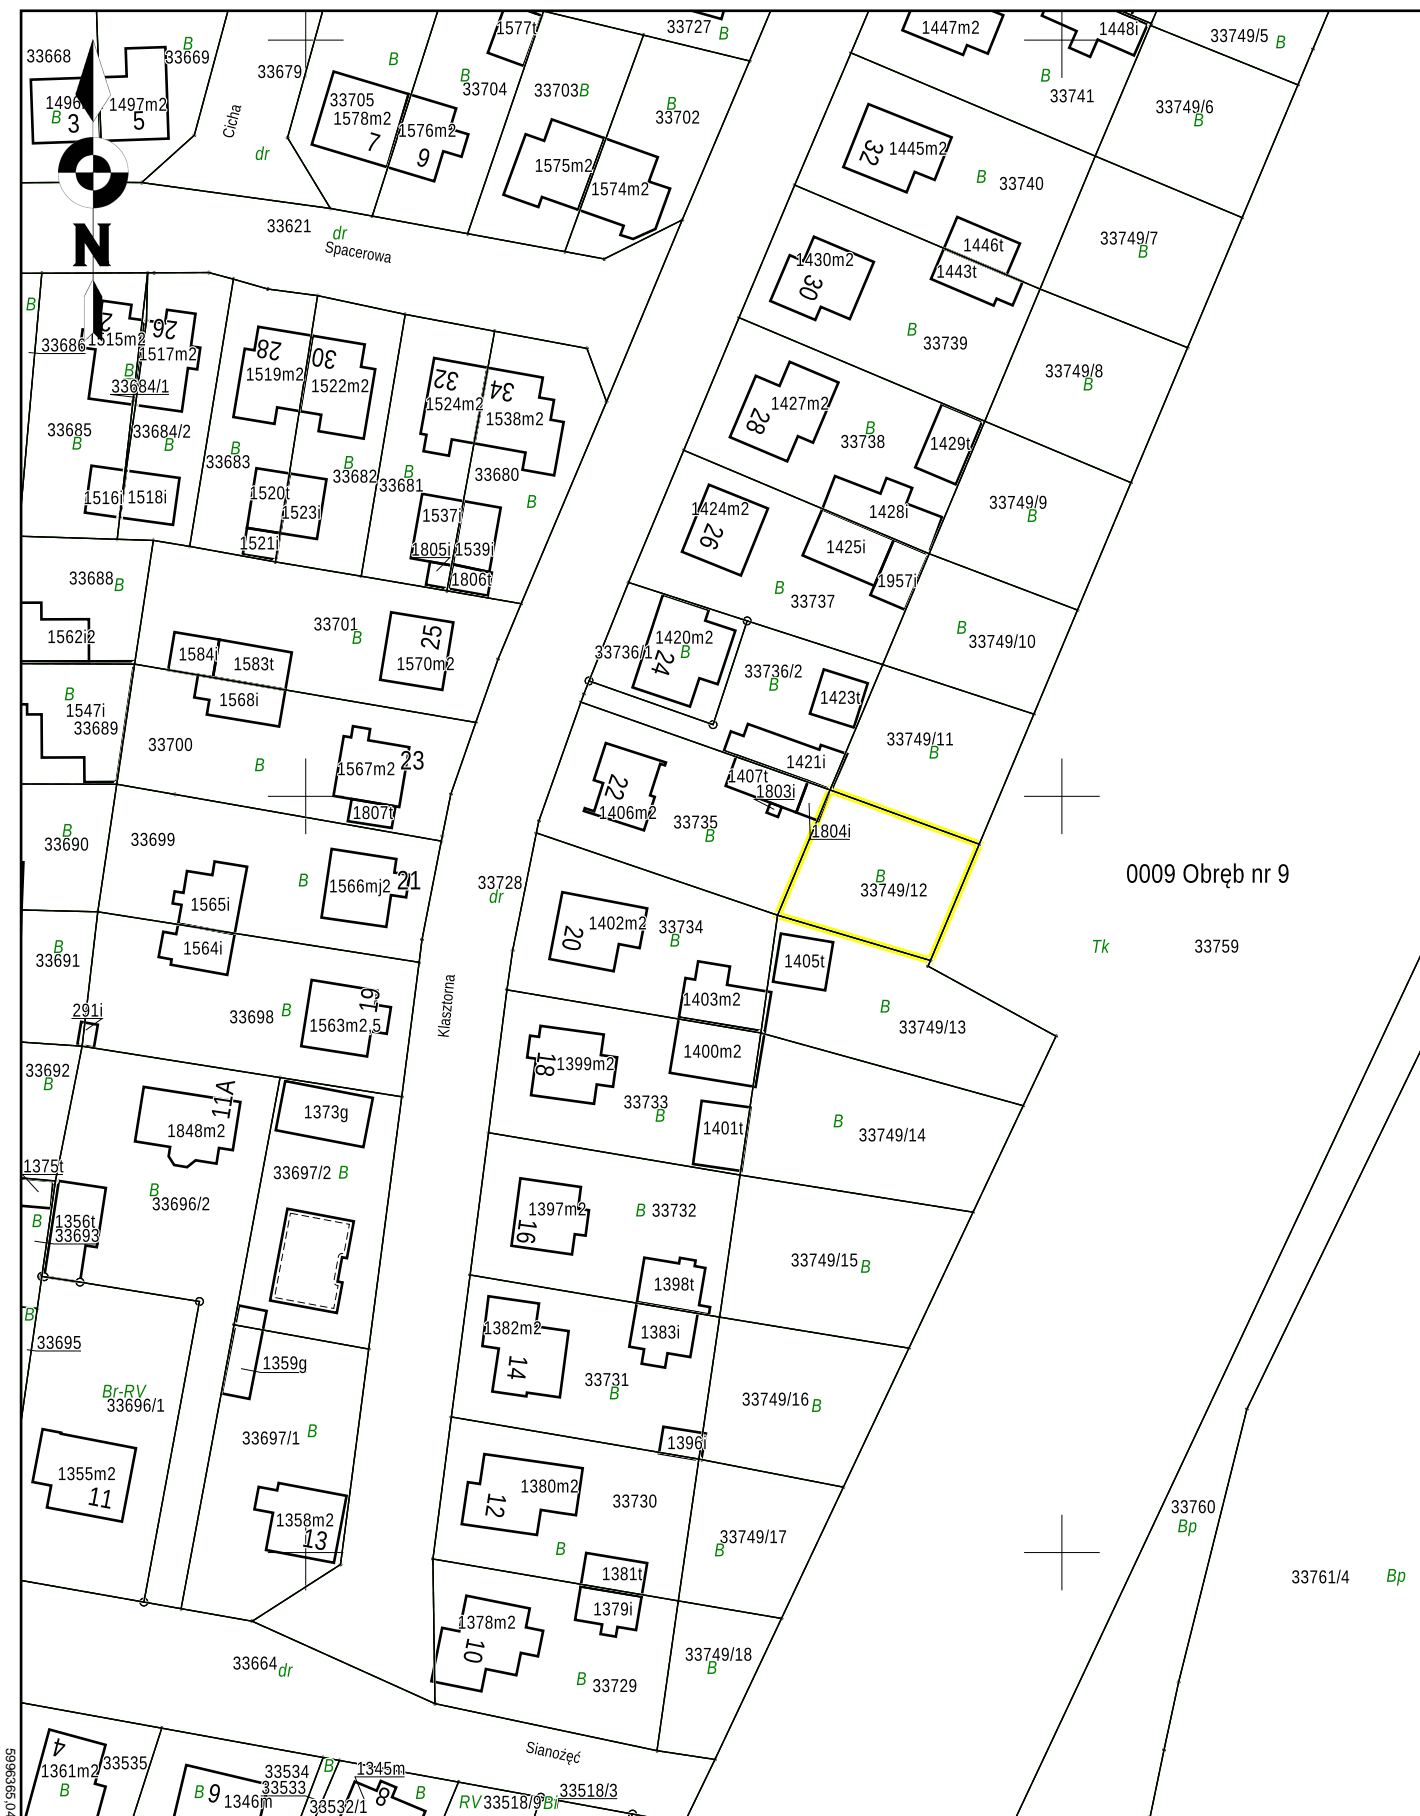 33727
B
1577t
1447m2
1448i
33749/5
B
33668
33669
B
33679
B
B
33704
33703
B
B
33702
B
33741
33749/6
B
1497m2
B
3
5
Cicha
dr
33705
1578m2
7
1576m2
9
1575m2
1574m2
32
1445m2
B
33740
33621
dr
Spacerowa
N
1446t
1443t
33749/7
B
1430m2
30
B
33739
B
33686
1515m2
26
1517m2
B
33684/1
28
1519m2
30
1522m2
32
1524m2
34
1538m2
1427m2
28
B
33738
33749/8
B
33685
B
33684/2
B
B
33683
B
33682
B
33681
33680
B
1429t
1516i
1518i
1520t
1523i
1521i
1537i
1805i
1539i
1806t
1424m2
26
1428i
1425i
1957i
33749/9
B
33688
B
B
33737
B
33749/10
1562i2
33701
B
25
1570m2
1584i
1583t
1568i
33736/1
1420m2
B
24
33736/2
B
1423t
B
1547i
33689
33700
B
1567m2
23
1807t
1421i
1407t
1803i
1804i
33749/11
B
22
1406m2
33735
B
B
33690
33699
B
1566mj2
21
1565i
1564i
33728
dr
B
33749/12
0009 Obręb nr 9
Tk
33759
B
33691
20
1402m2
33734
B
1405t
1403m2
B
33749/13
291i
33698
B
19
1563m2,5
Klasztorna
18
1399m2
1400m2
33692
B
11A
1848m2
1373g
33733
B
1401t
B
33749/14
1375t
B
33696/2
33697/2
B
B
1356t
33693
1397m2
16
B
33732
33749/15
B
1398t
1383i
B
33695
1359g
1382m2
14
33731
B
33749/16
B
Br-RV
33696/1
33697/1
B
1396i
1355m2
11
1358m2
13
1380m2
12
33730
B
33749/17
B
33760
Bp
33761/4
Bp
1381t
1379i
1378m2
10
B
33729
33749/18
B
33664
dr
Sianożęć
4
1361m2
B
33535
B
1346m
33534
33533
B
33532/1
1345m
8
B
RV
33518/9
Bi
33518/3